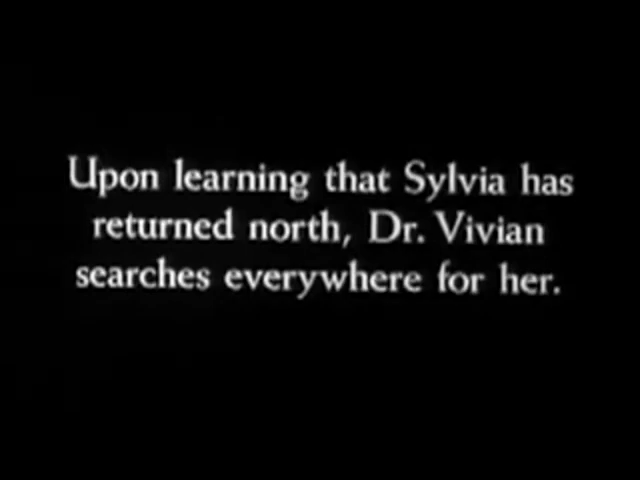 Upon learning that Sylvia has
returned north, Dr. Vivian
searches everywhere for her.